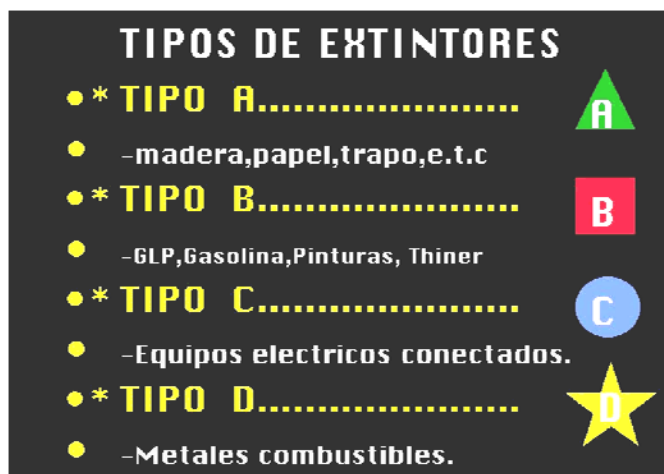 TIPOS DE EXTINTORES
* TIPO A...................... A
-madera,papel,trapo,e.t.c
* TIPO B...................... B
-GLP,Gasolina,Pinturas, Thiner
* TIPO C...................... C
-Equipos electricos conectados.
* TIPO D...................... D
-Metales combustibles.